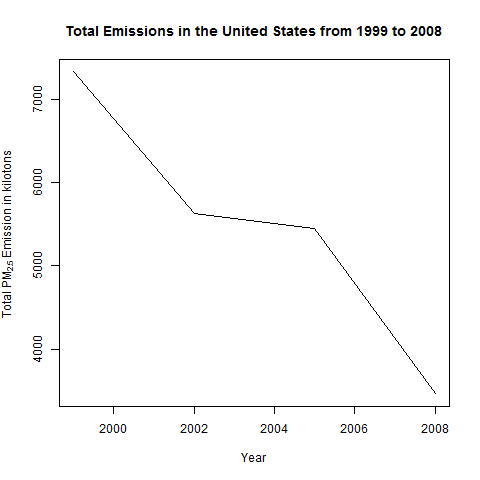 Total Emissions in the United States from 1999 to 2008
Total PM2.5 Emission in kilotons
7000
6000
5000
4000
2000 2002 2004 2006 2008
Year